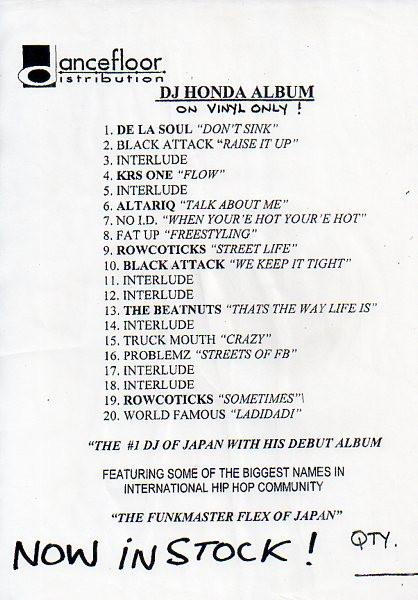 dancefloor
distribution
DJ HONDA ALBUM
ON VINYL ONLY !
1. DE LA SOUL "DON'T SINK"
2. BLACK ATTACK "RAISE IT UP"
3. INTERLUDE
4. KRS ONE "FLOW"
5. INTERLUDE
6. ALTARIQ "TALK ABOUT ME"
7. NO I.D. "WHEN YOUR'E HOT YOUR'E HOT"
8. FAT UP "FREESTYLING"
9. ROWCOTICKS "STREET LIFE"
10. BLACK ATTACK "WE KEEP IT TIGHT"
11. INTERLUDE
12. INTERLUDE
13. THE BEATNUTS "THATS THE WAY LIFE IS"
14. INTERLUDE
15. TRUCK MOUTH "CRAZY"
16. PROBLEMZ "STREETS OF FB"
17. INTERLUDE
18. INTERLUDE
19. ROWCOTICKS "SOMETIMES"\
20. WORLD FAMOUS "LADIDADI"
"THE #1 DJ OF JAPAN WITH HIS DEBUT ALBUM
FEATURING SOME OF THE BIGGEST NAMES IN
INTERNATIONAL HIP HOP COMMUNITY
"THE FUNKMASTER FLEX OF JAPAN"
NOW IN STOCK !
QTY.